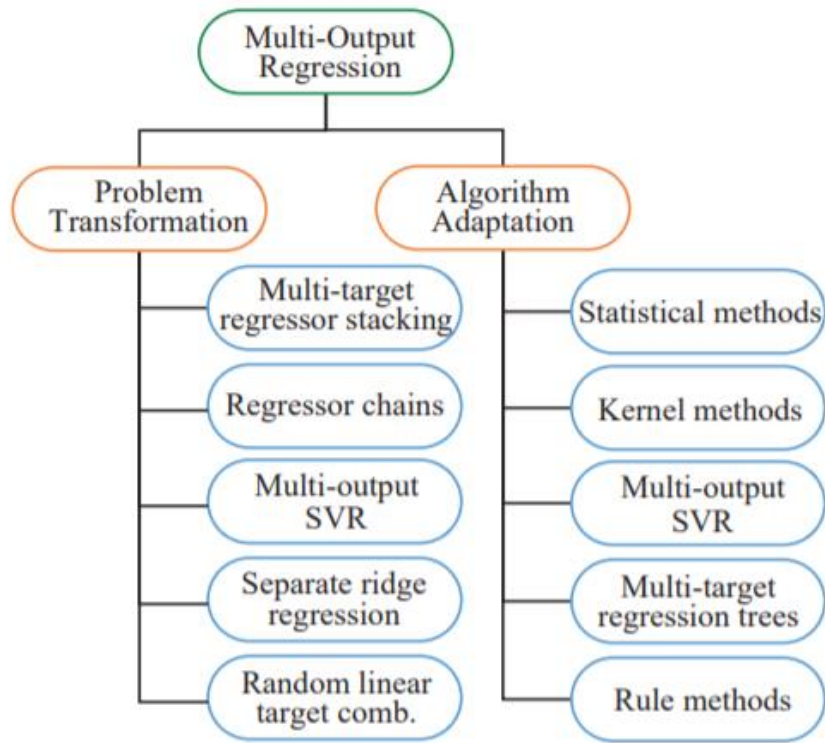 Multi-Output
Regression
Problem
Transformation
Algorithm
Adaptation
Multi-target
regressor stacking
Regressor chains
Multi-output
SVR
Separate ridge
regression
Random linear
target comb.
Statistical methods
Kernel methods
Multi-output
SVR
Multi-target
regression trees
Rule methods